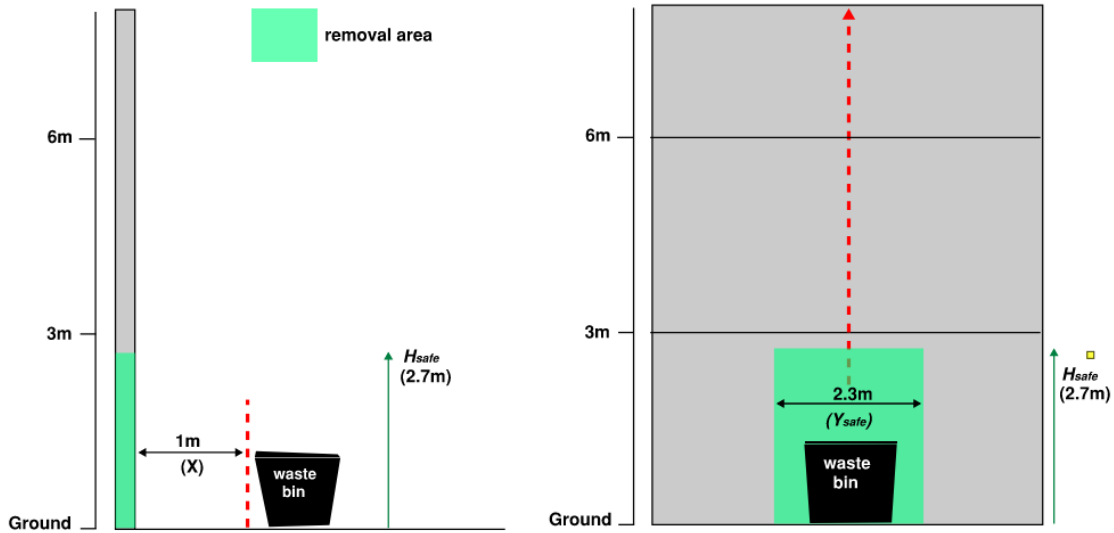 removal area
6m
3m
Hsafe
(2.7m)
1m
(X)
waste
bin
Ground
6m
3m
Hsafe
(2.7m)
2.3m
(Ysafe)
waste
bin
Ground